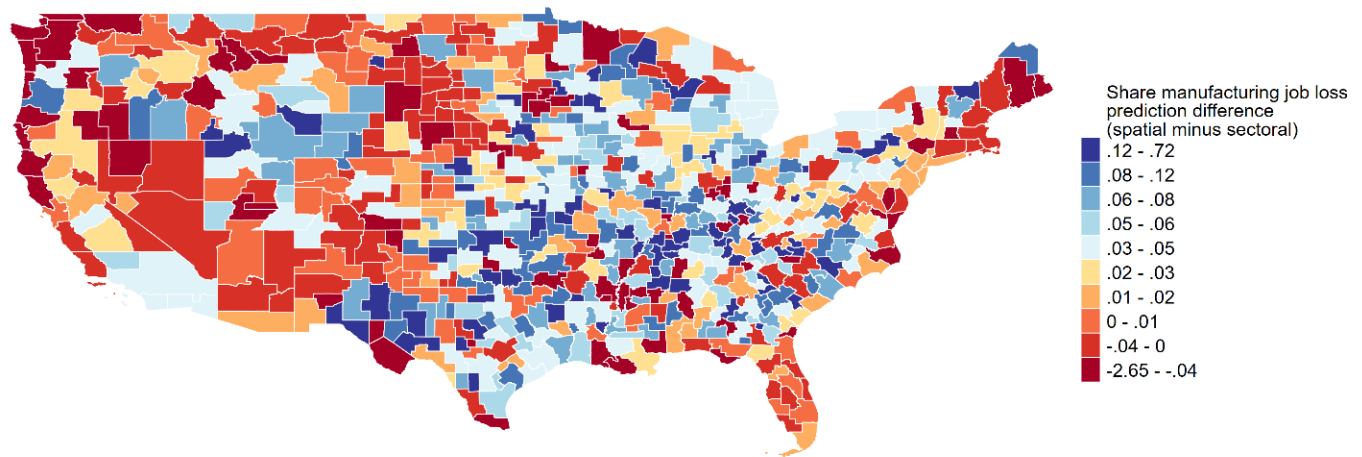 Share manufacturing job loss
prediction difference
(spatial minus sectoral)
.12 - .72
.08 - .12
.06 - .08
.05 - .06
.03 - .05
.02 - .03
.01 - .02
0 - .01
-.04 - 0
-2.65 - -.04